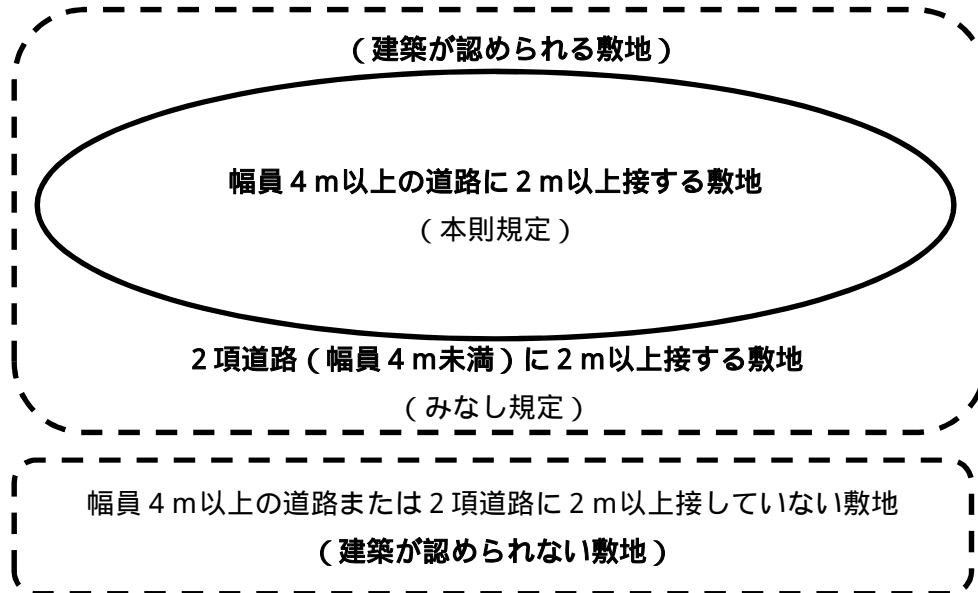 （建築が認められる敷地）
幅員４ｍ以上の道路に２ｍ以上接する敷地
（本則規定）
２項道路（幅員４ｍ未満）に２ｍ以上接する敷地
（みなし規定）
幅員４ｍ以上の道路または２項道路に２ｍ以上接していない敷地
（建築が認められない敷地）